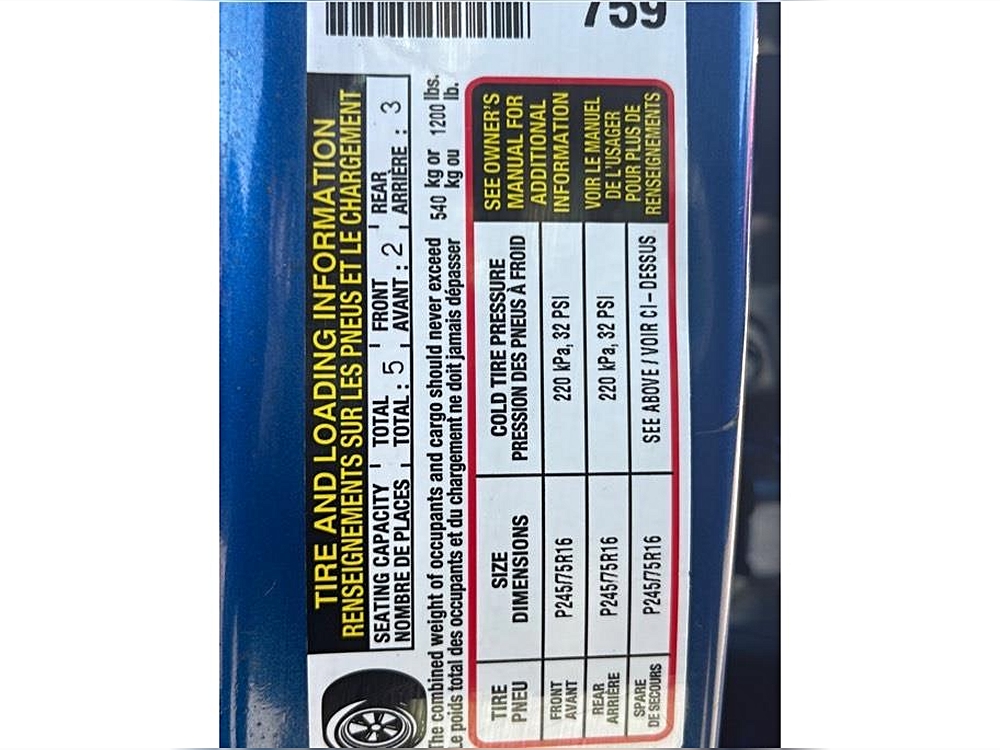 759
TIRE AND LOADING INFORMATION
RENSEIGNEMENTS SUR LES PNEUS ET LE CHARGEMENT
SEATING CAPACITY TOTAL FRONT REAR
NOMBRE DE PLACES TOTAL : 5 AVANT : 2 ARRIÈRE : 3
The combined weight of occupants and cargo should never exceed 540 kg or 1200 lbs.
Le poids total des occupants et du chargement ne doit jamais dépasser kg ou lb.
TIRE SIZE COLD TIRE PRESSURE
PNEU DIMENSIONS PRESSION DES PNEUS À FROID
FRONT
AVANT P245/75R16 220 kPa, 32 PSI
REAR
ARRIÈRE P245/75R16 220 kPa, 32 PSI
SPARE
DE SECOURS P245/75R16 SEE ABOVE / VOIR CI-DESSUS
SEE OWNER'S
MANUAL FOR
ADDITIONAL
INFORMATION
VOIR LE MANUEL
DE L'USAGER
POUR PLUS DE
RENSEIGNEMENTS